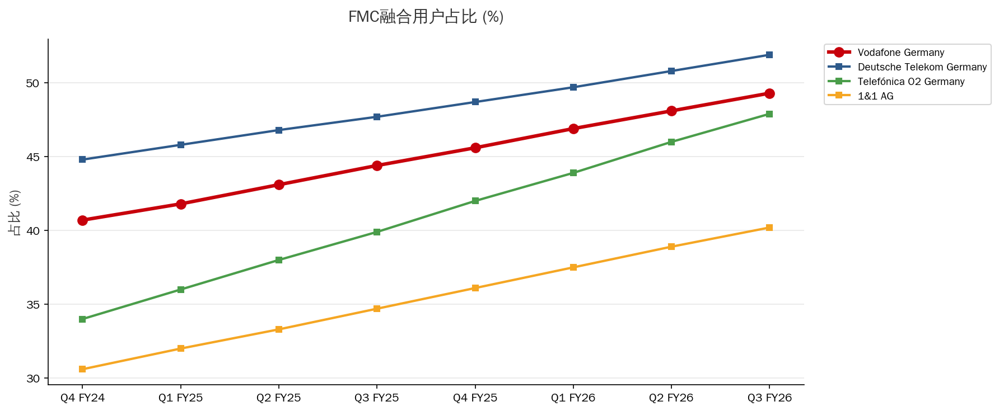 FMC融合用户占比 (%)
占比 (%)
50
45
40
35
30
Q4 FY24
Q1 FY25
Q2 FY25
Q3 FY25
Q4 FY25
Q1 FY26
Q2 FY26
Q3 FY26
Vodafone Germany
Deutsche Telekom Germany
Telefónica O2 Germany
1&1 AG